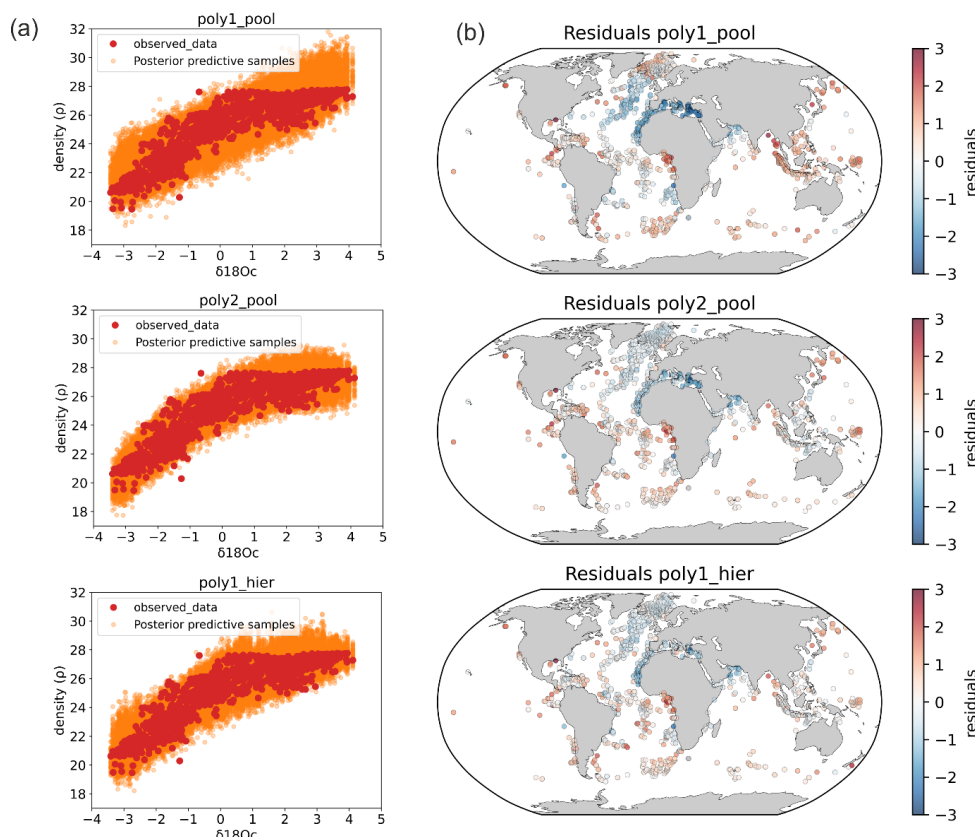 (a)
poly1_pool
observed_data
Posterior predictive samples
density (ρ)
32
30
28
26
24
22
20
18
−4 −3 −2 −1 0 1 2 3 4 5
δ18Oc
(b)
Residuals poly1_pool
3
2
1
0
−1
−2
−3
residuals
poly2_pool
observed_data
Posterior predictive samples
density (ρ)
32
30
28
26
24
22
20
18
−4 −3 −2 −1 0 1 2 3 4 5
δ18Oc
Residuals poly2_pool
3
2
1
0
−1
−2
−3
residuals
poly1_hier
observed_data
Posterior predictive samples
density (ρ)
32
30
28
26
24
22
20
18
−4 −3 −2 −1 0 1 2 3 4 5
δ18Oc
Residuals poly1_hier
3
2
1
0
−1
−2
−3
residuals